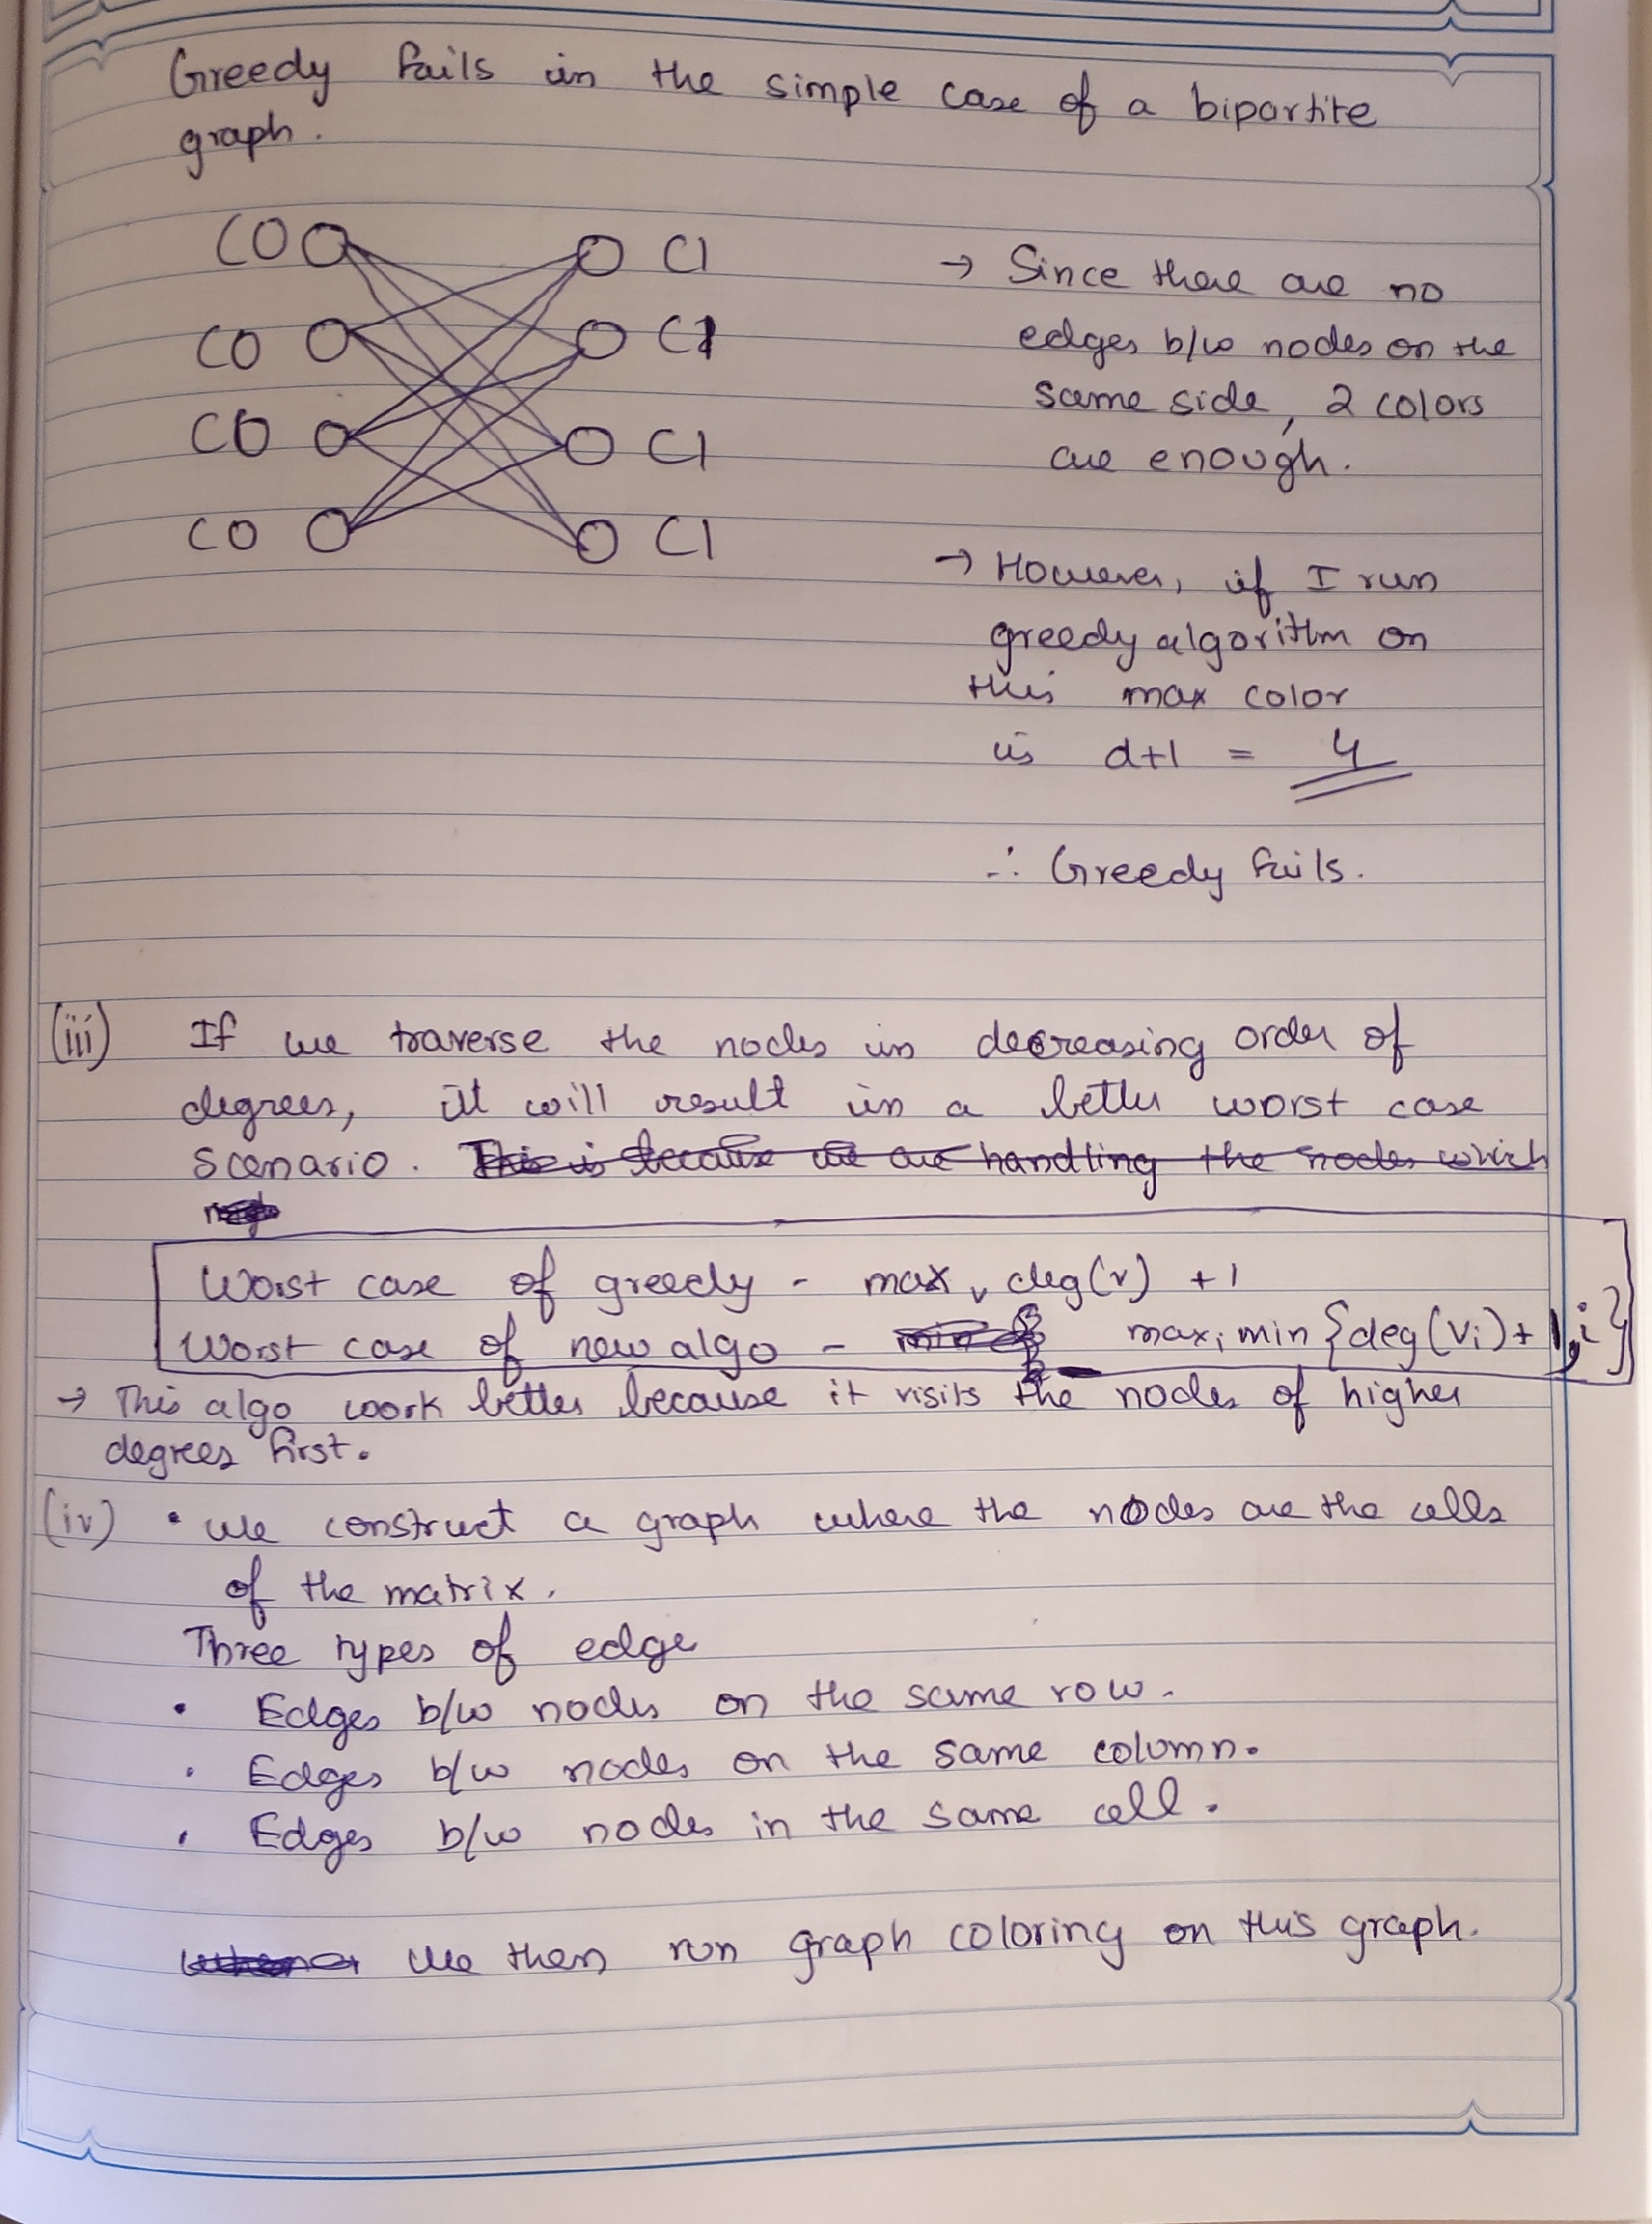 Greedy fails in the simple case of a bipartite
graph.
C0 C1
C0 C1
C0 C1
C0 C1
→ Since there are no
edges b/w nodes on the
same side, 2 colors
are enough.
→ However, if I run
greedy algorithm on
this max color
is d+1 = 4
∴ Greedy fails.
(iii) If we traverse the nodes in decreasing order of
degrees, it will result in a better worst case
scenario. This is because we are handling the nodes which
Worst case of greedy - max v deg(v) + 1
Worst case of new algo - max i min {deg(Vi) + 1, i}
→ This algo work better because it visits the nodes of higher
degrees first.
(iv) • We construct a graph where the nodes are the cells
of the matrix.
Three types of edge
• Edges b/w nodes on the same row.
• Edges b/w nodes on the same column.
• Edges b/w nodes in the same cell.
We then run graph coloring on this graph.